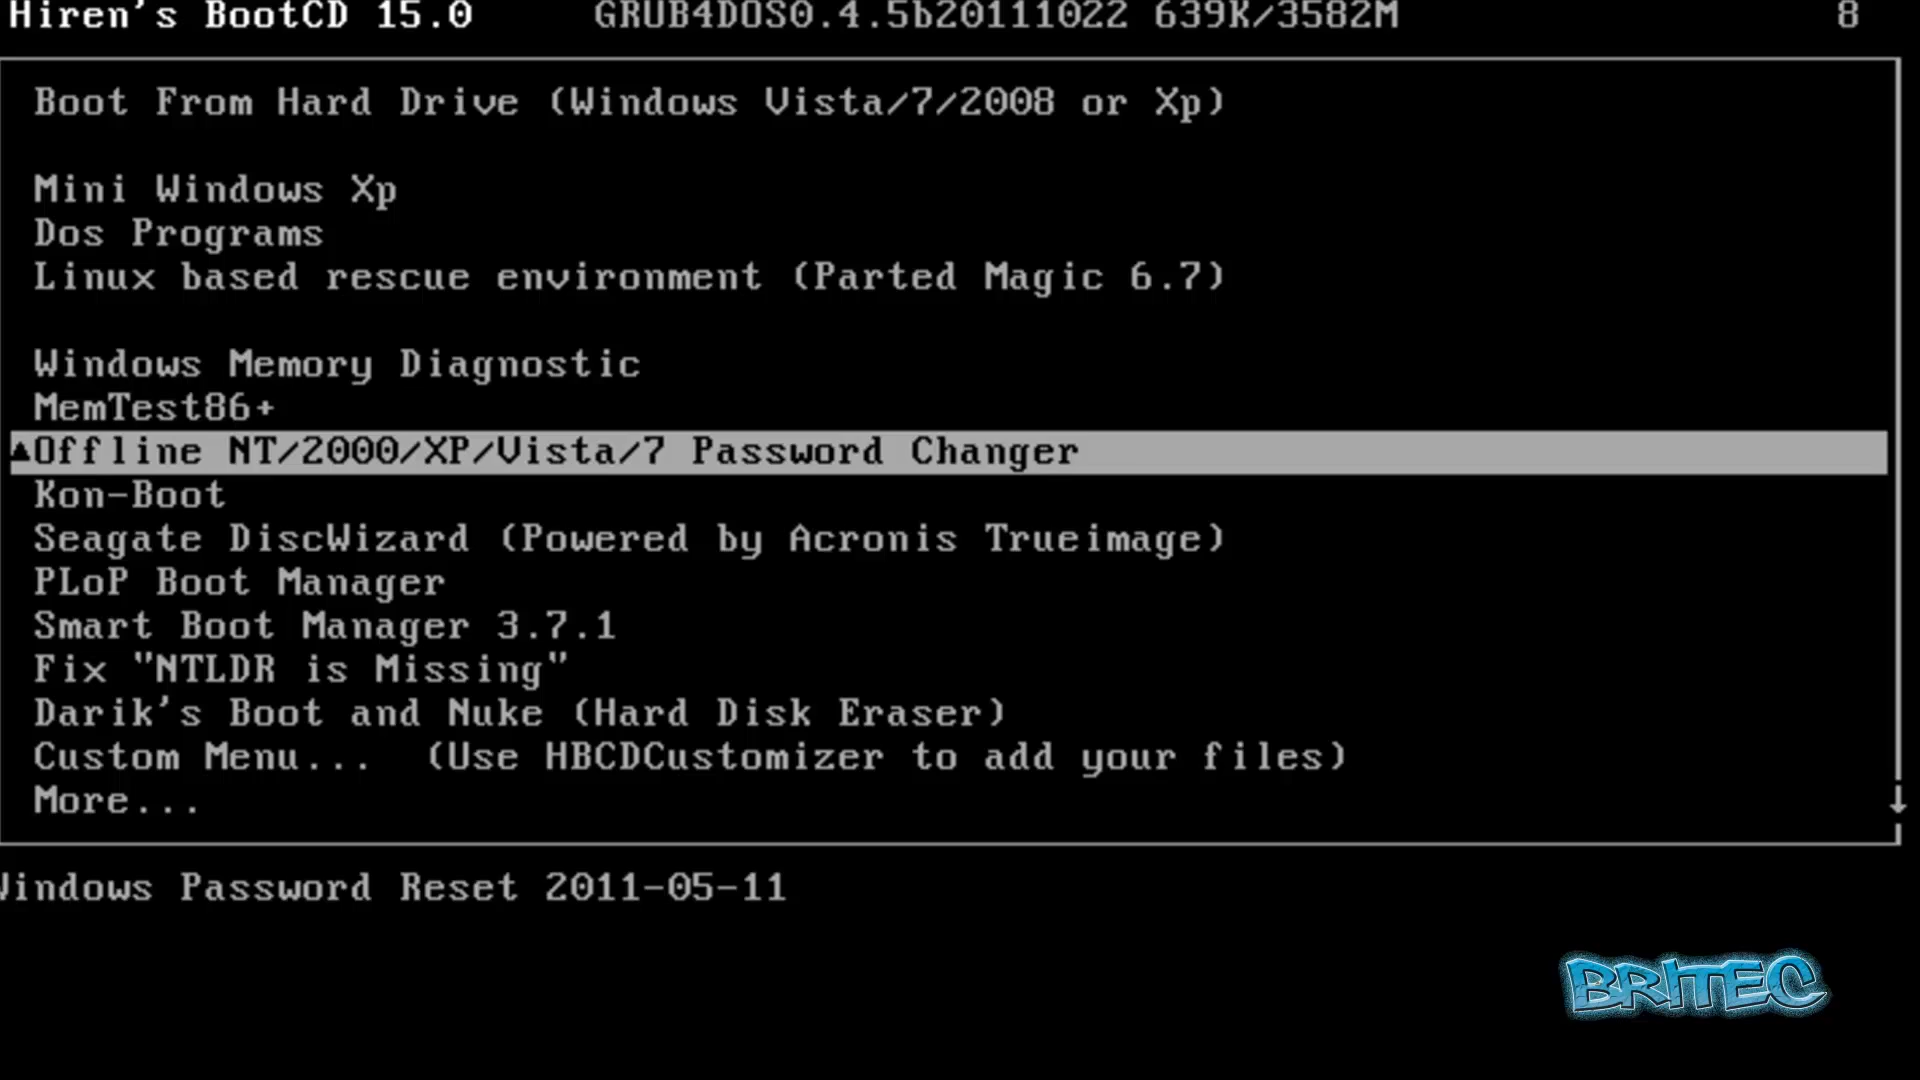 Hiren's BootCD 15.0 GRUB4DOS0.4.5b20111022 639K/3582M 8
Boot From Hard Drive (Windows Vista/7/2008 or Xp)
Mini Windows Xp
Dos Programs
Linux based rescue environment (Parted Magic 6.7)
Windows Memory Diagnostic
MemTest86+
Offline NT/2000/XP/Vista/7 Password Changer
Kon-Boot
Seagate DiscWizard (Powered by Acronis Trueimage)
PLoP Boot Manager
Smart Boot Manager 3.7.1
Fix "NTLDR is Missing"
Darik's Boot and Nuke (Hard Disk Eraser)
Custom Menu... (Use HBCDCustomizer to add your files)
More...
Windows Password Reset 2011-05-11
BRITEC